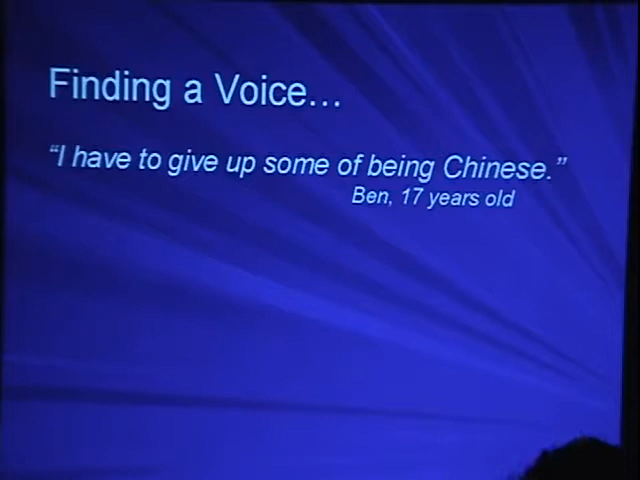 Finding a Voice…
“I have to give up some of being Chinese.”
Ben, 17 years old